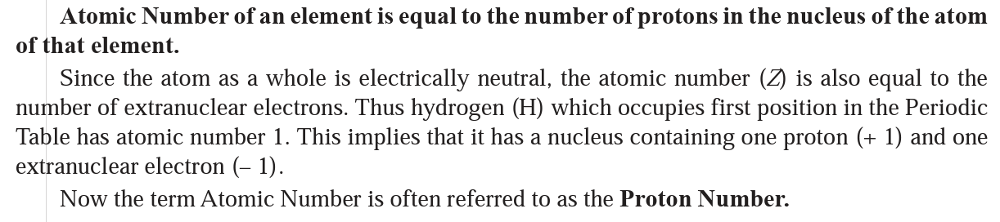 Atomic Number of an element is equal to the number of protons in the nucleus of the atom
of that element.
Since the atom as a whole is electrically neutral, the atomic number (Z) is also equal to the
number of extranuclear electrons. Thus hydrogen (H) which occupies first position in the Periodic
Table has atomic number 1. This implies that it has a nucleus containing one proton (+ 1) and one
extranuclear electron (– 1).
Now the term Atomic Number is often referred to as the Proton Number.